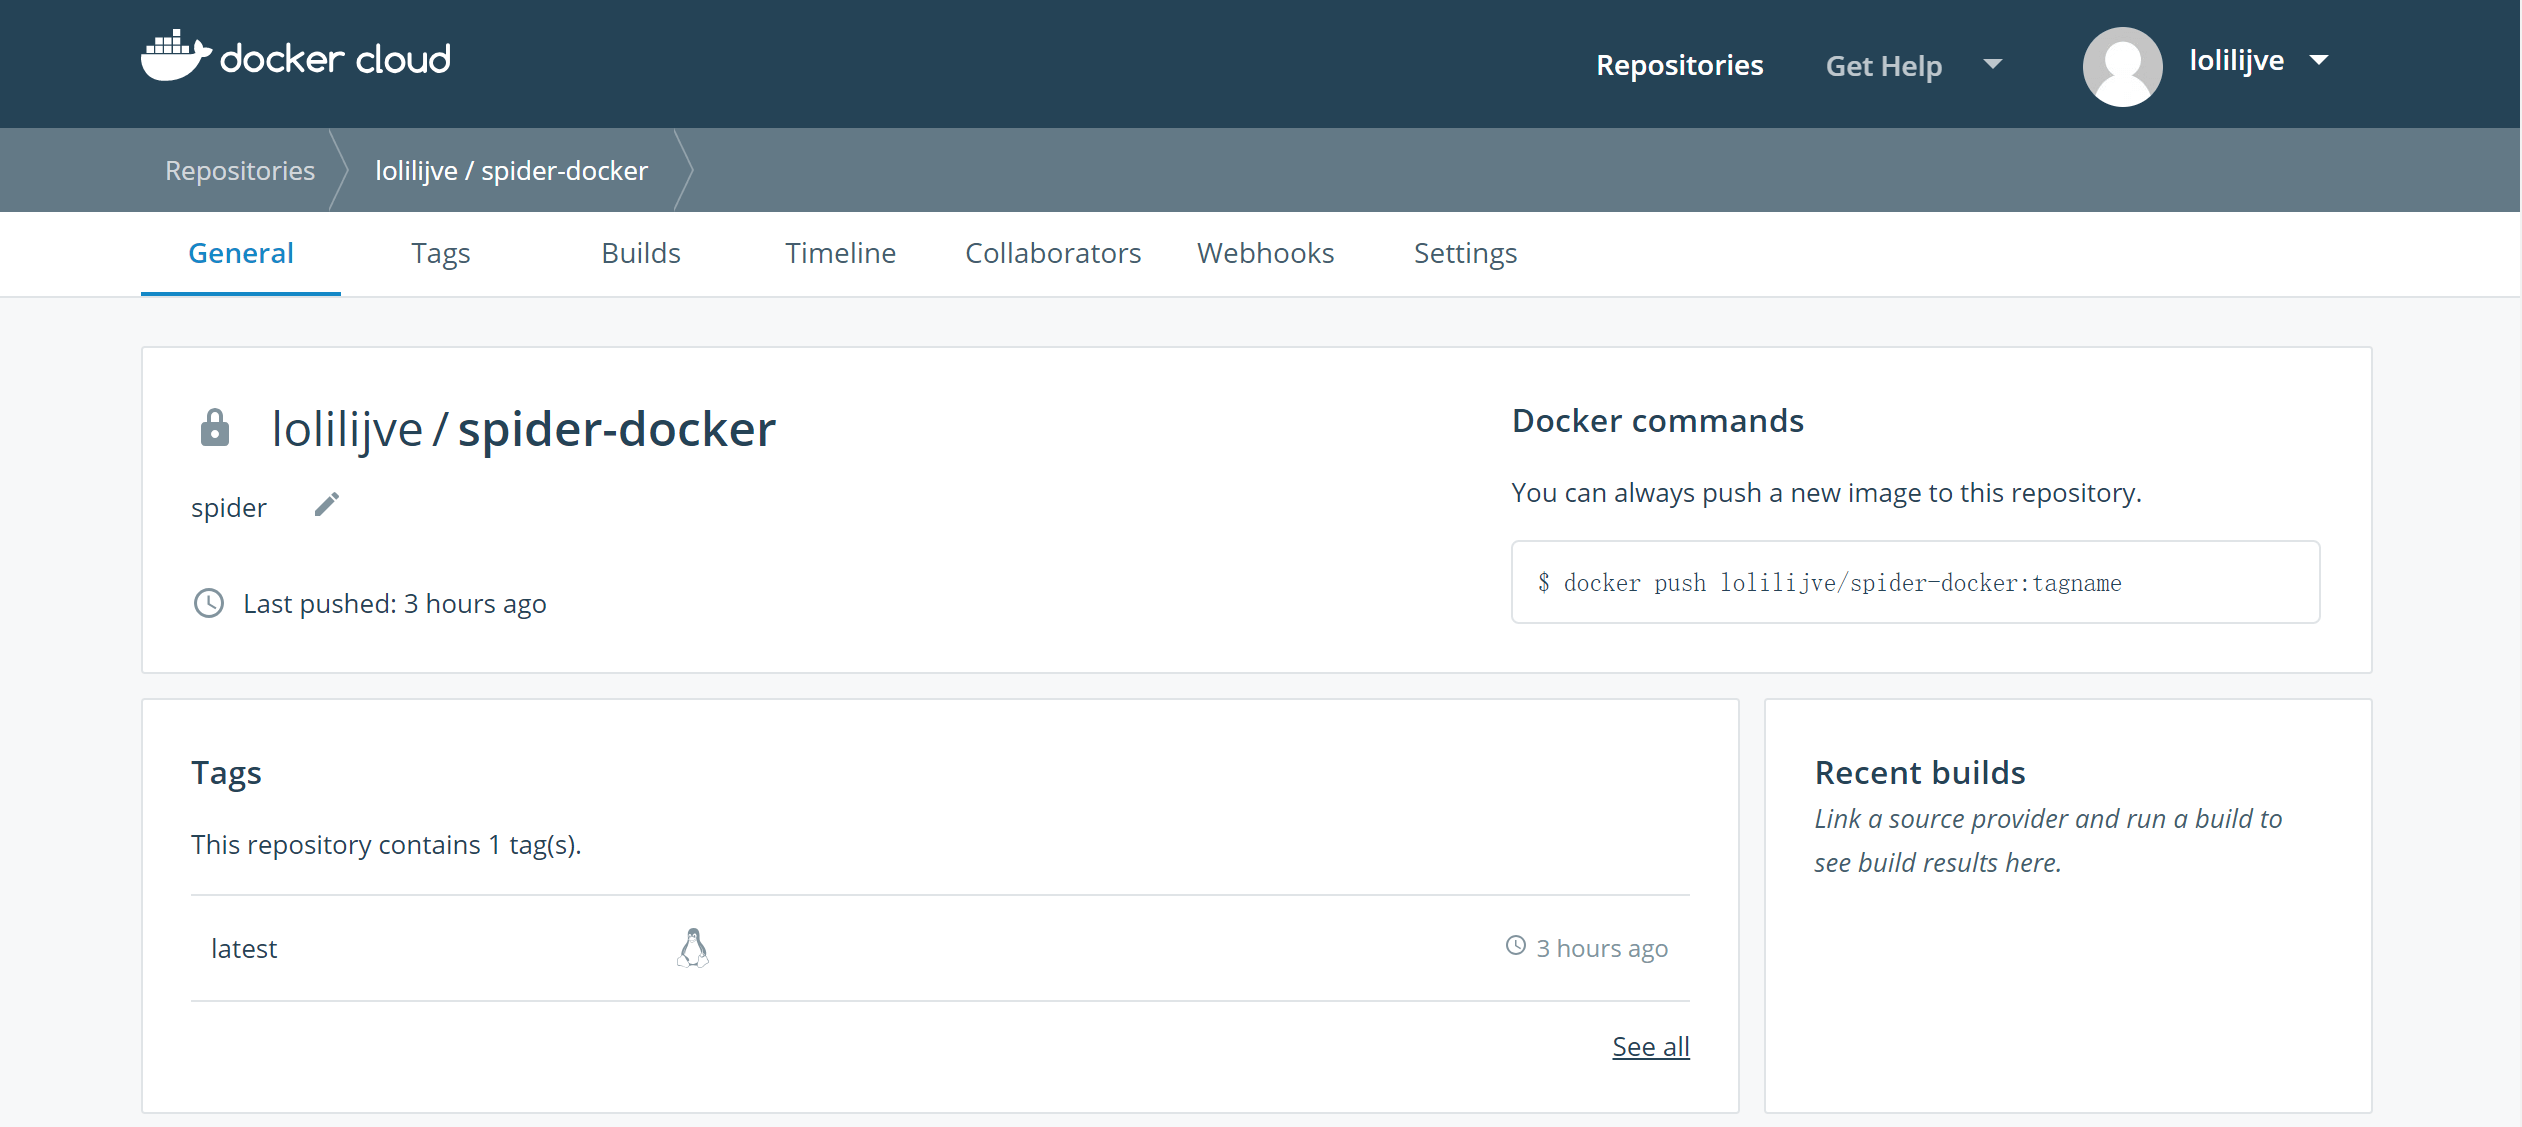 docker cloud
Repositories
Get Help
lolilijve
Repositories
lolilijve / spider-docker
General
Tags
Builds
Timeline
Collaborators
Webhooks
Settings
lolilijve / spider-docker
spider
Last pushed: 3 hours ago
Docker commands
You can always push a new image to this repository.
$ docker push lolilijve/spider-docker:tagname
Tags
This repository contains 1 tag(s).
latest
3 hours ago
See all
Recent builds
Link a source provider and run a build to
see build results here.